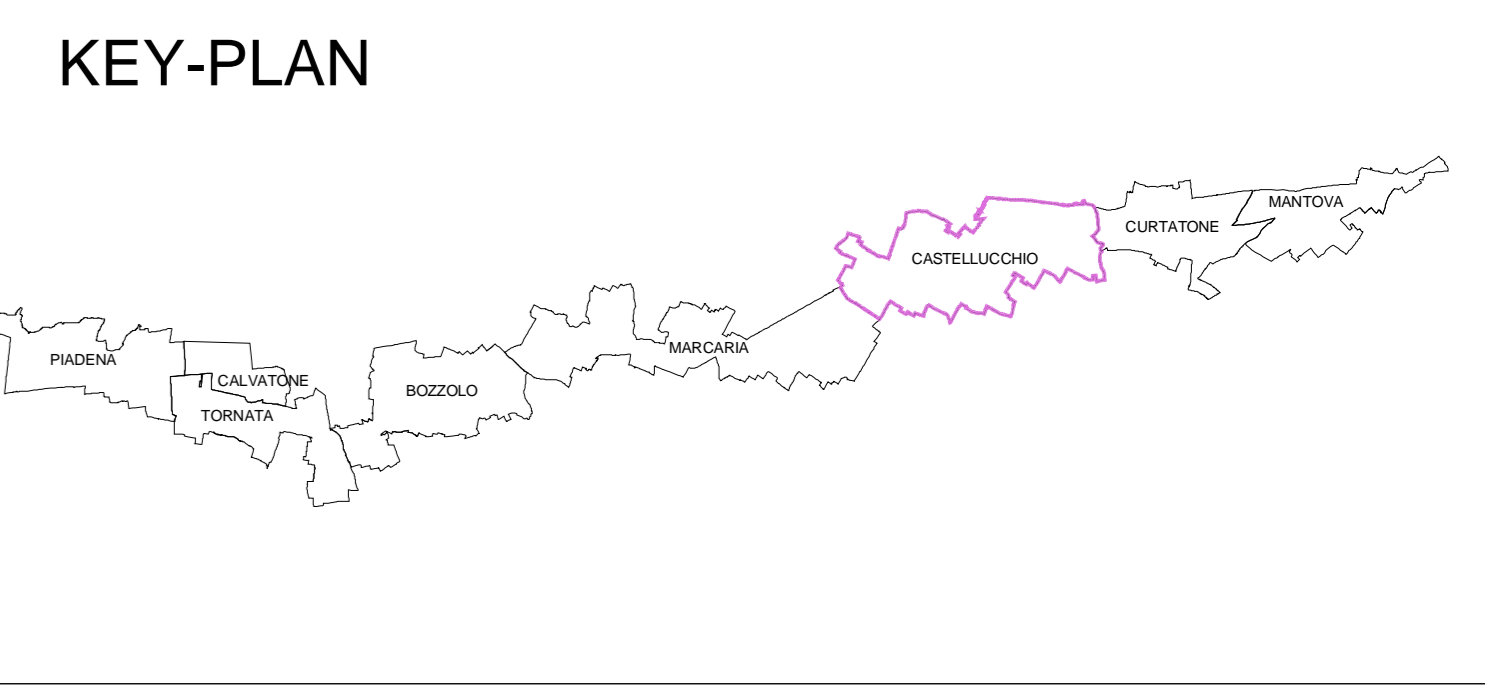 KEY-PLAN
MANTOVA
CURTATONE
CASTELLUCCHIO
MARCARIA
PIADENA
CALVATONE
BOZZOLO
TORNATA